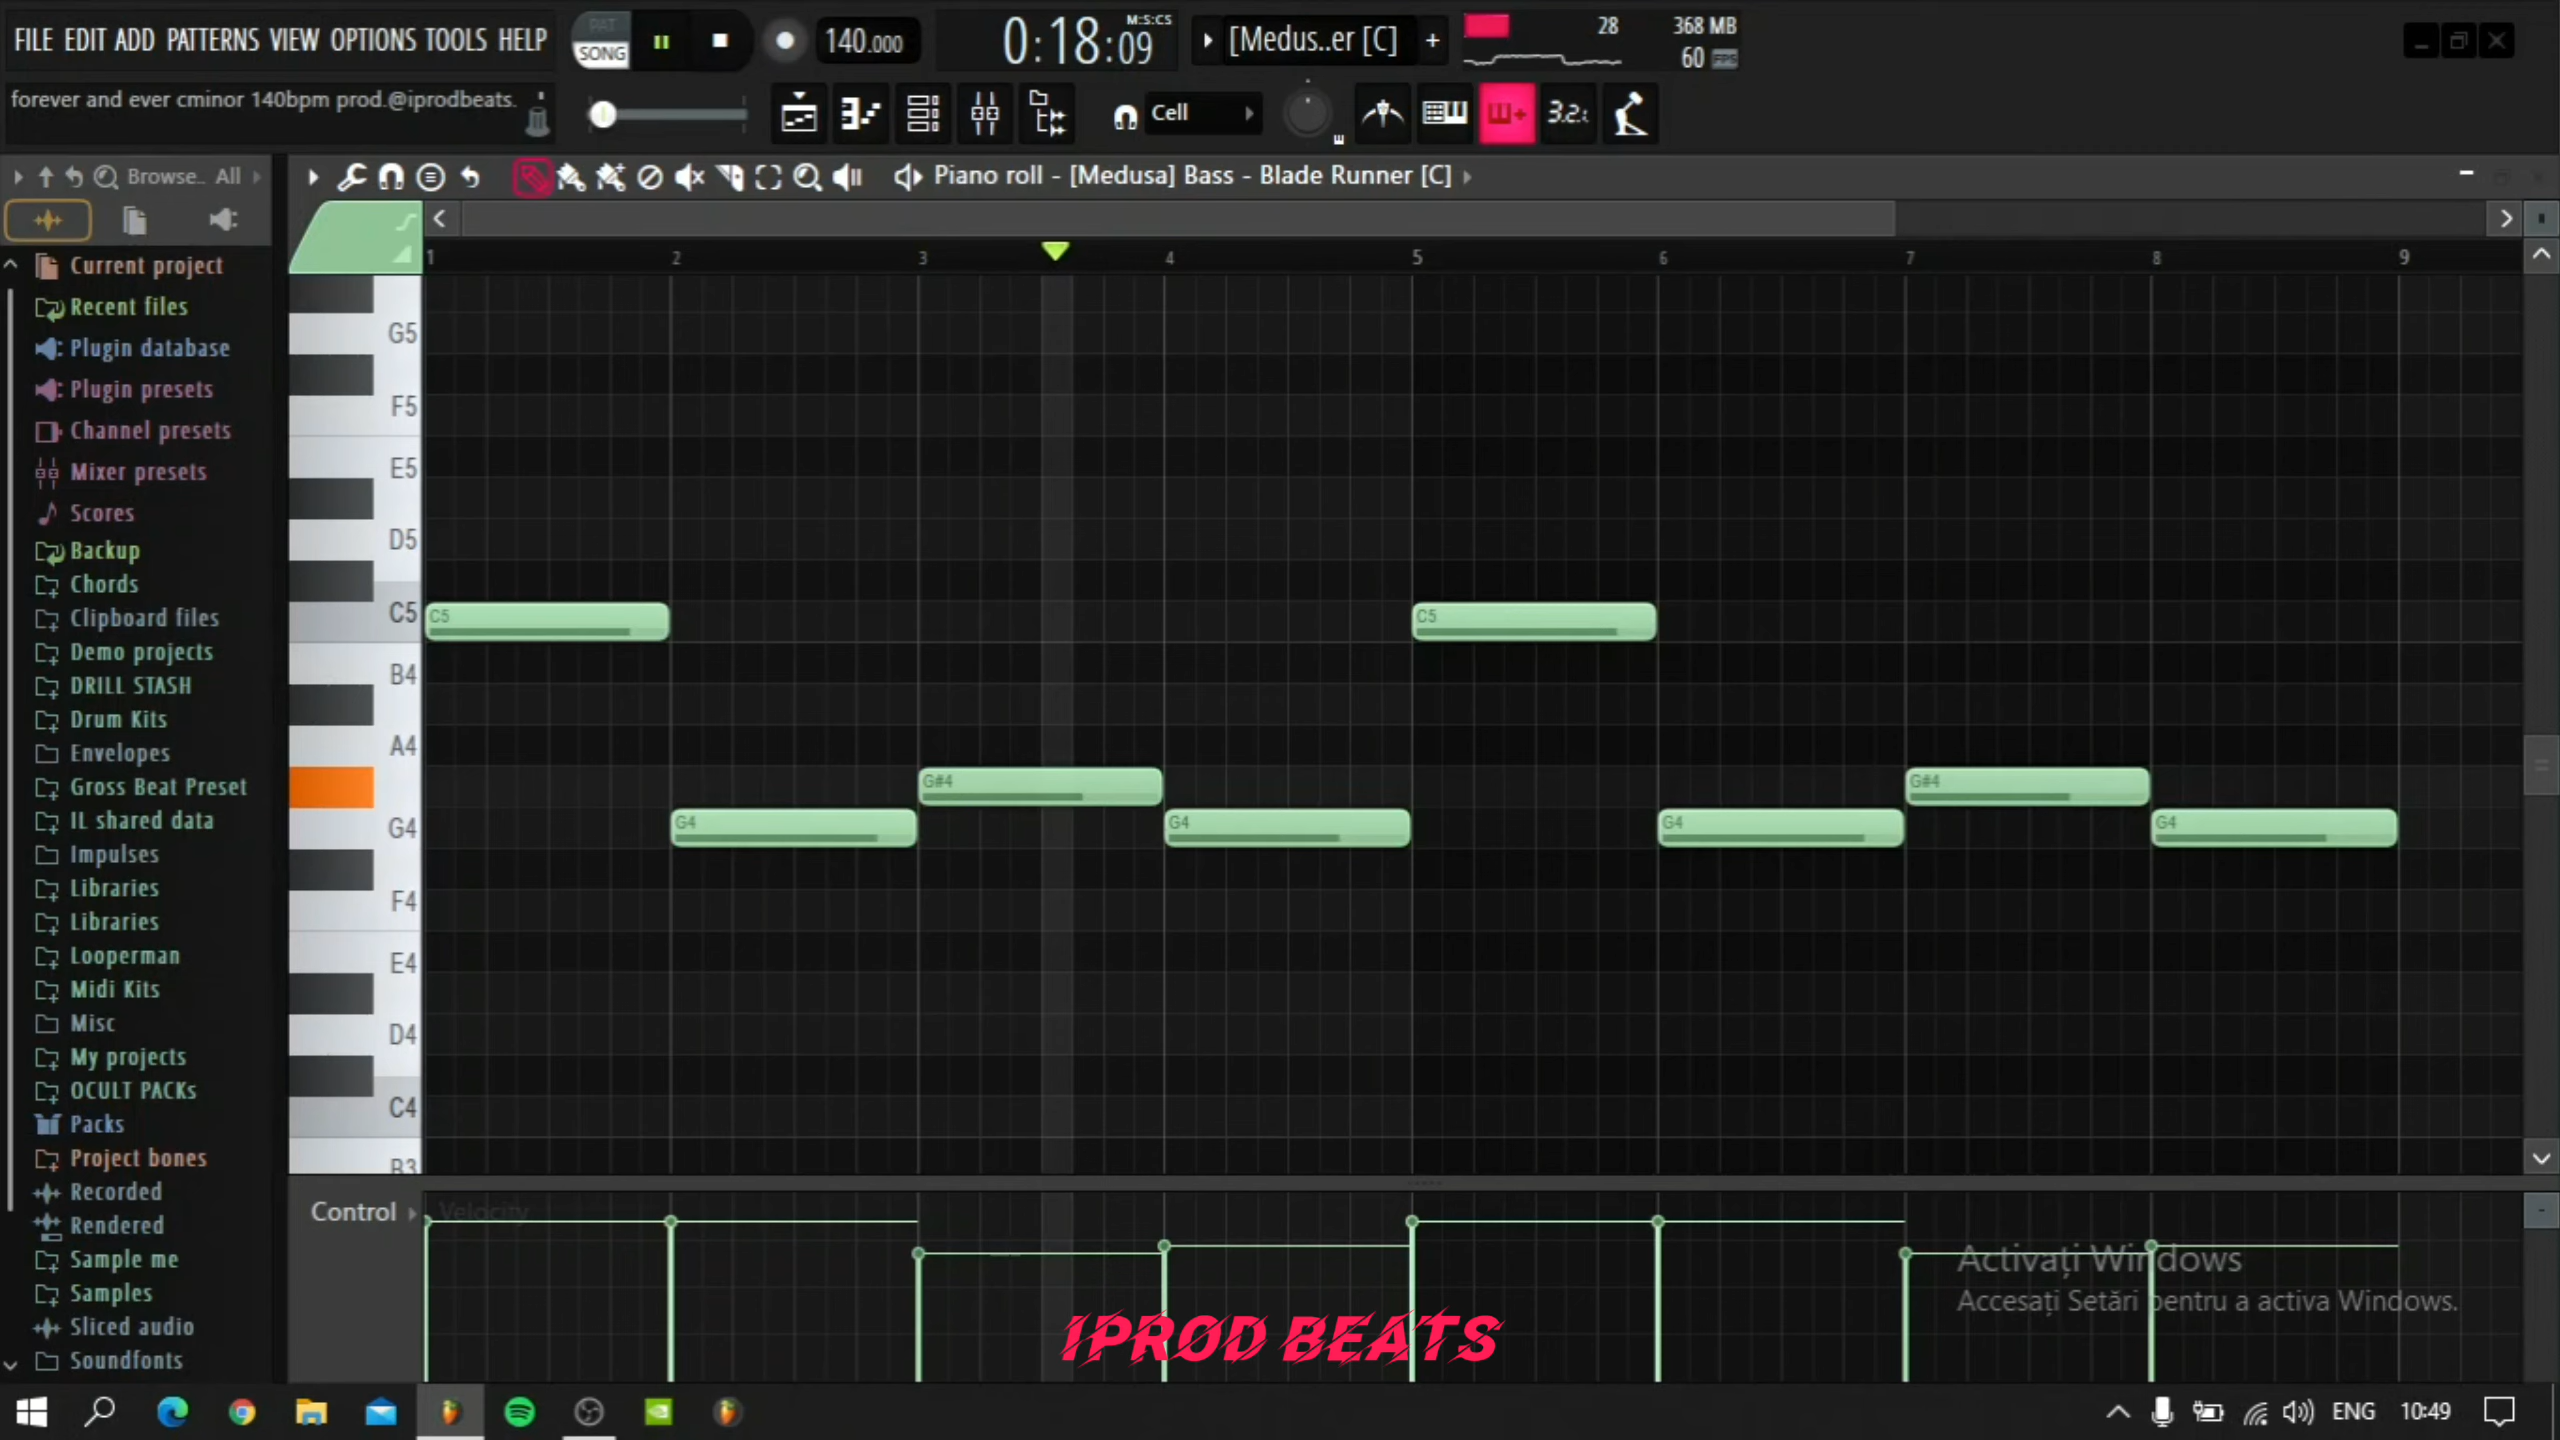 FILE EDIT ADD PATTERNS VIEW OPTIONS TOOLS HELP
PAT
SONG
140.000
0:18:09
M:S:CS
[Medus..er [C]
+
28
368 MB
60
FPS
forever and ever cminor 140bpm prod.@iprodbeats.
Cell
Browse.. All
Piano roll - [Medusa] Bass - Blade Runner [C]
1 2 3 4 5 6 7 8 9
Current project
Recent files
Plugin database
Plugin presets
Channel presets
Mixer presets
Scores
Backup
Chords
Clipboard files
Demo projects
DRILL STASH
Drum Kits
Envelopes
Gross Beat Preset
IL shared data
Impulses
Libraries
Libraries
Looperman
Midi Kits
Misc
My projects
OCULT PACKs
Packs
Project bones
Recorded
Rendered
Sample me
Samples
Sliced audio
Soundfonts
G5
F5
E5
D5
C5
B4
A4
G4
F4
E4
D4
C4
B3
C5
G4
G#4
G4
C5
G4
G#4
G4
Control
Velocity
Activați Windows
Accesați Setări pentru a activa Windows.
IPROD BEATS
ENG
10:49